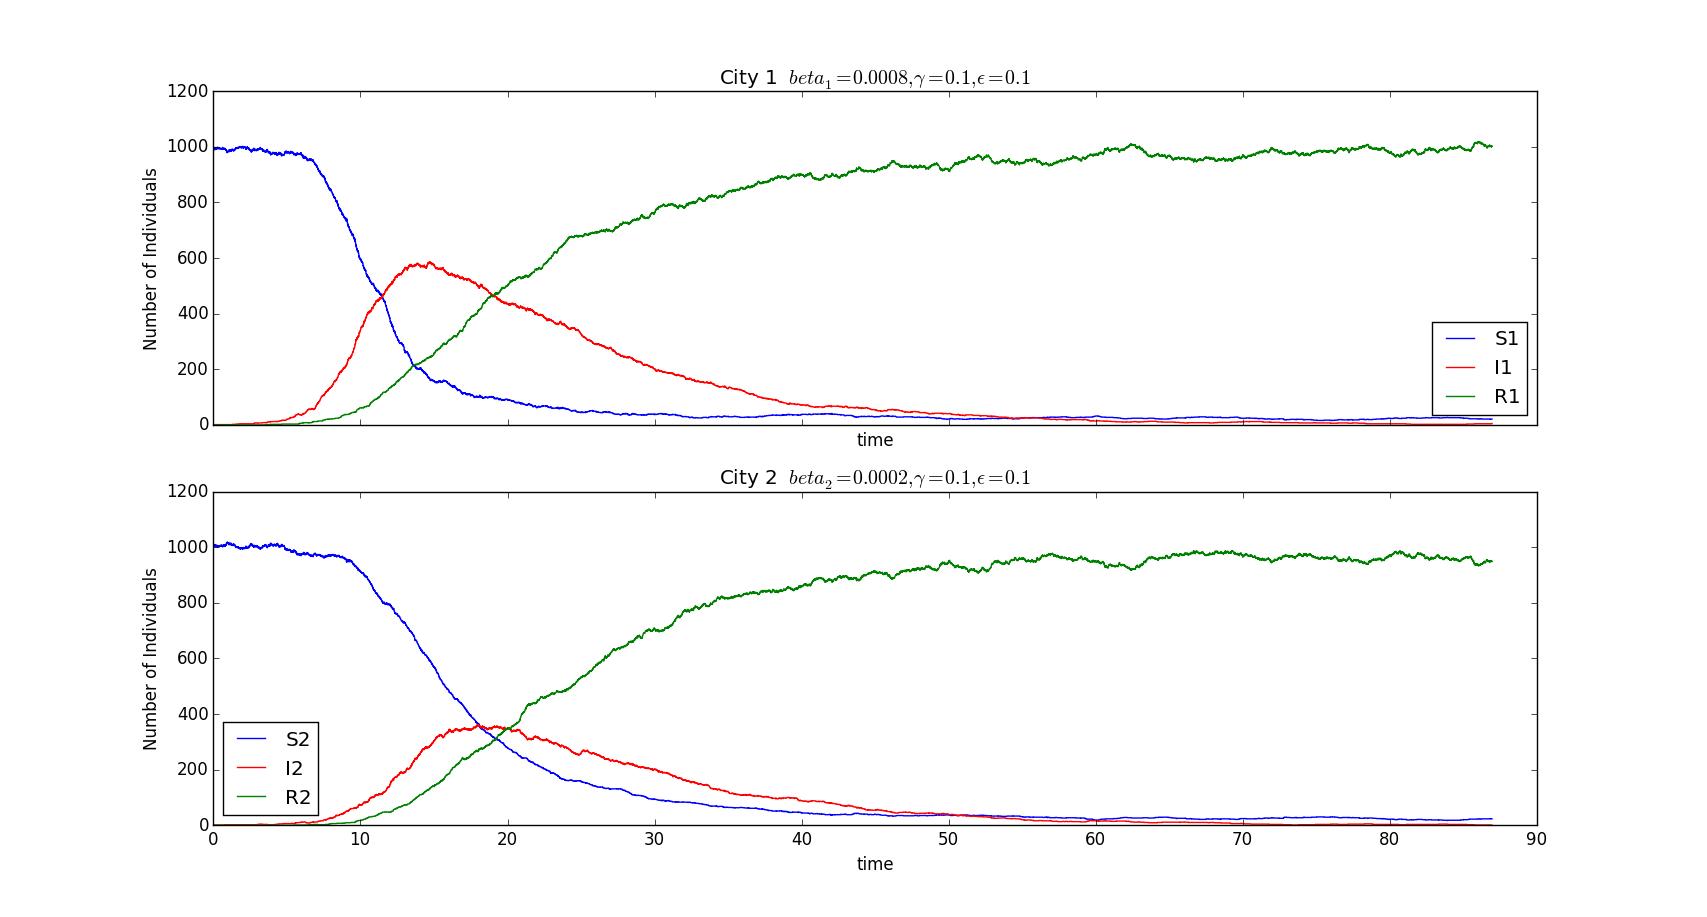 City 1 beta₁=0.0008,γ=0.1,ϵ=0.1
1200
1000
800
600
400
200
0
Number of Individuals
S1
I1
R1
time
City 2 beta₂=0.0002,γ=0.1,ϵ=0.1
1200
1000
800
600
400
200
0
Number of Individuals
S2
I2
R2
0 10 20 30 40 50 60 70 80 90
time